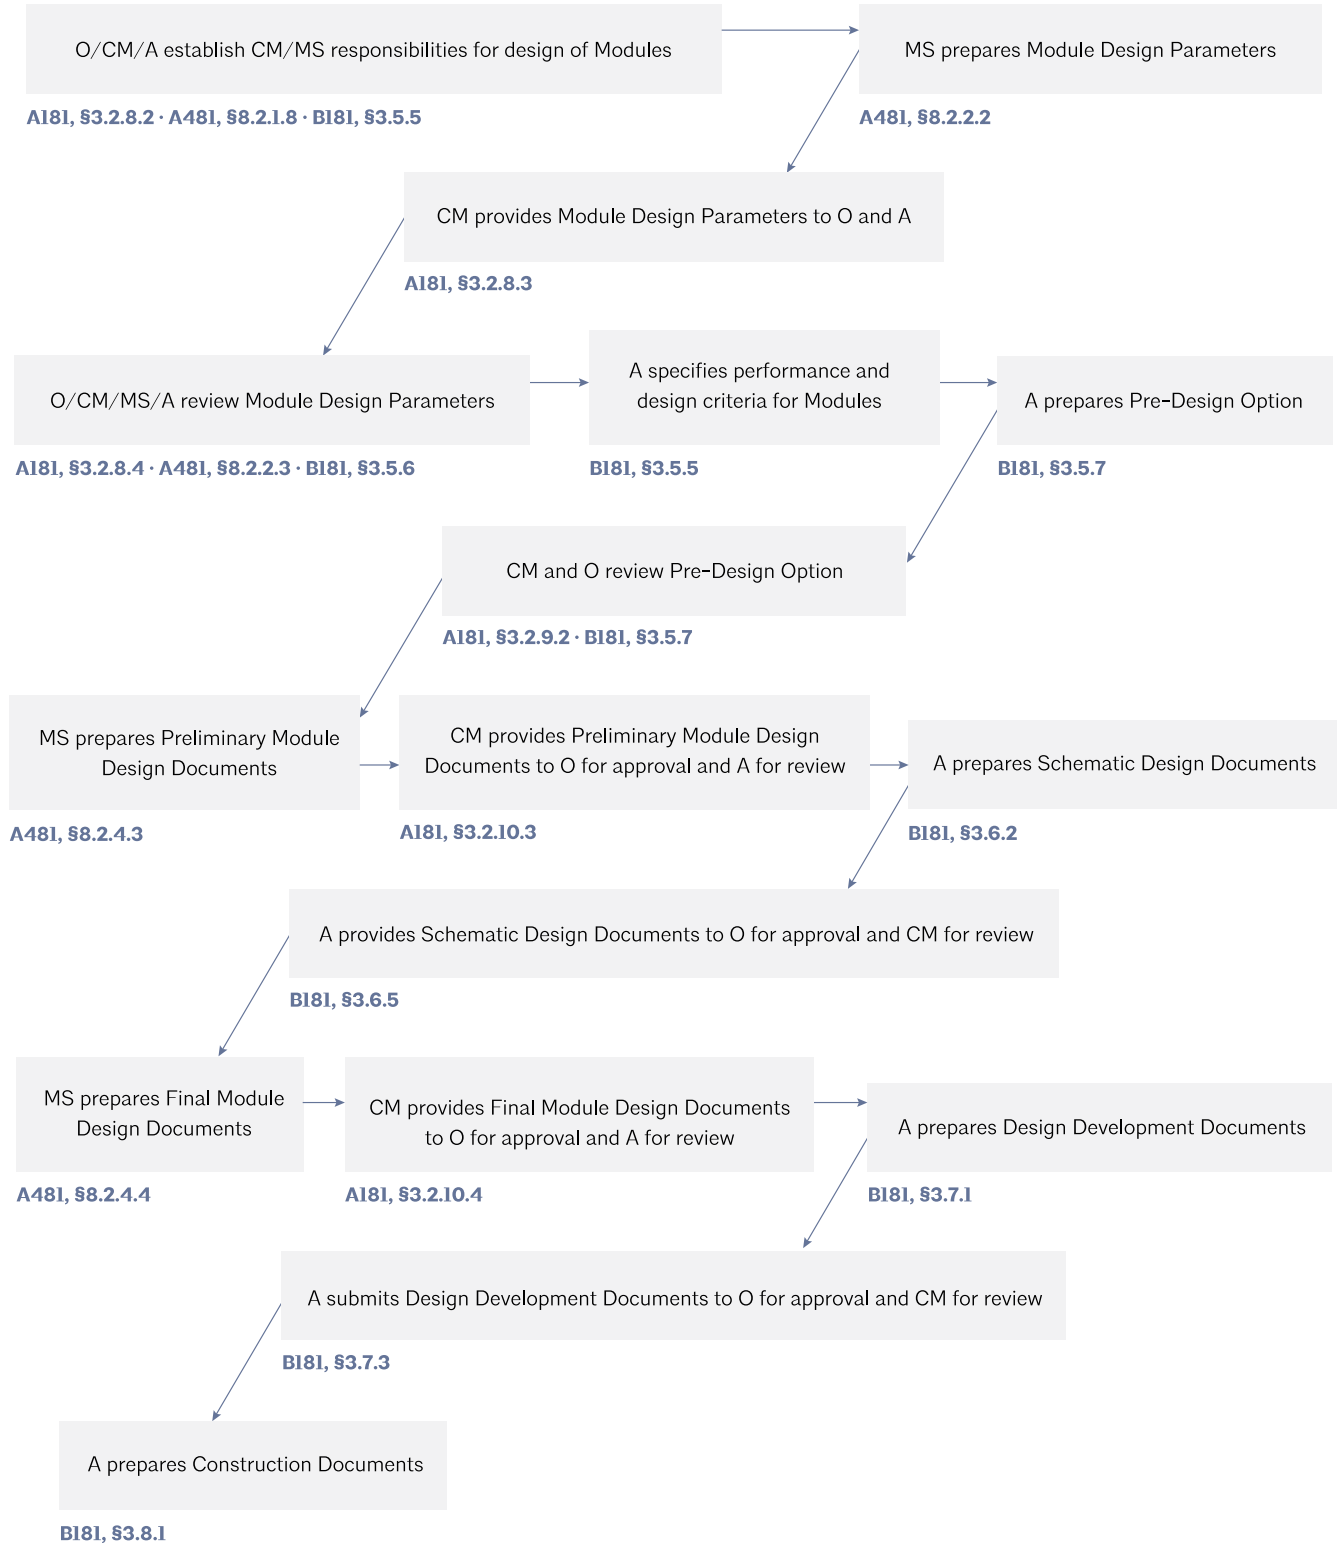 O/CM/A establish CM/MS responsibilities for design of Modules
A181, §3.2.8.2 · A481, §8.2.1.8 · B181, §3.5.5
MS prepares Module Design Parameters
A481, §8.2.2.2
CM provides Module Design Parameters to O and A
A181, §3.2.8.3
O/CM/MS/A review Module Design Parameters
A181, §3.2.8.4 · A481, §8.2.2.3 · B181, §3.5.6
A specifies performance and
design criteria for Modules
B181, §3.5.5
A prepares Pre-Design Option
B181, §3.5.7
CM and O review Pre-Design Option
A181, §3.2.9.2 · B181, §3.5.7
MS prepares Preliminary Module
Design Documents
A481, §8.2.4.3
CM provides Preliminary Module Design
Documents to O for approval and A for review
A181, §3.2.10.3
A prepares Schematic Design Documents
B181, §3.6.2
A provides Schematic Design Documents to O for approval and CM for review
B181, §3.6.5
MS prepares Final Module
Design Documents
A481, §8.2.4.4
CM provides Final Module Design Documents
to O for approval and A for review
A181, §3.2.10.4
A prepares Design Development Documents
B181, §3.7.1
A submits Design Development Documents to O for approval and CM for review
B181, §3.7.3
A prepares Construction Documents
B181, §3.8.1